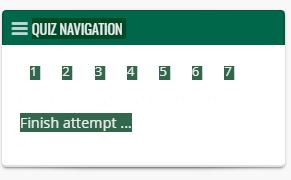 QUIZ NAVIGATION
1 2 3 4 5 6 7
Finish attempt ...